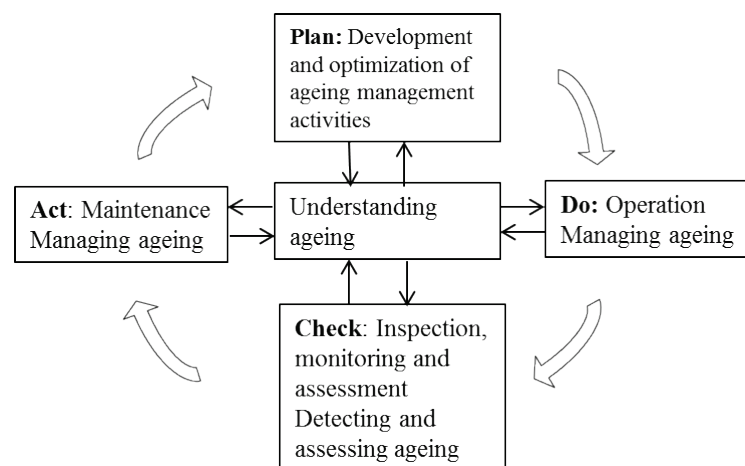 Plan: Development
and optimization of
ageing management
activities
Act: Maintenance
Managing ageing
Understanding
ageing
Do: Operation
Managing ageing
Check: Inspection,
monitoring and
assessment
Detecting and
assessing ageing